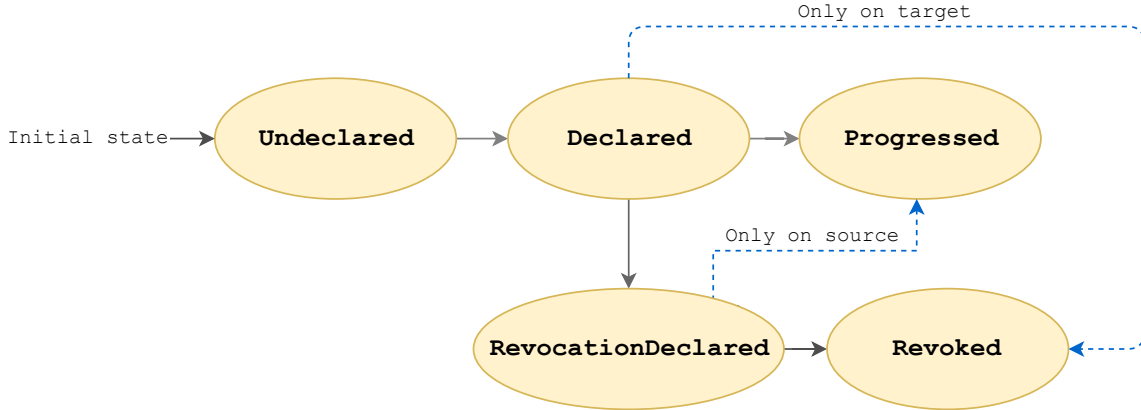 Only on target
Initial state
Undeclared
Declared
Progressed
Only on source
RevocationDeclared
Revoked